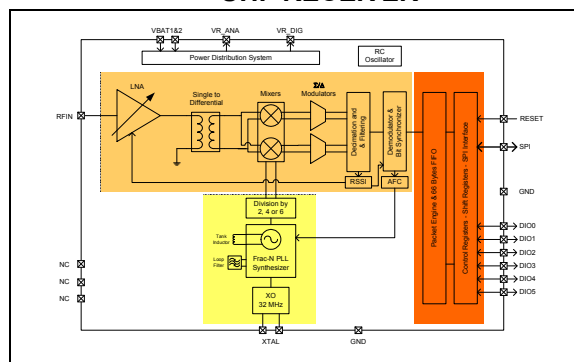 VBAT1&2
VR_ANA
VR_DIG
Power Distribution System
RC
Oscillator
LNA
Single to
Differential
Mixers
Σ/Δ
Modulators
Decimation and
& Filtering
Demodulator &
Bit Synchronizer
RFIN
RSSI
AFC
Division by
2, 4 or 6
Tank
Inductor
Loop
Filter
Frac-N PLL
Synthesizer
XO
32 MHz
XTAL
GND
NC
NC
NC
Packet Engine & 66 Bytes FIFO
Control Registers - Shift Registers - SPI Interface
RESET
SPI
GND
DIO0
DIO1
DIO2
DIO3
DIO4
DIO5